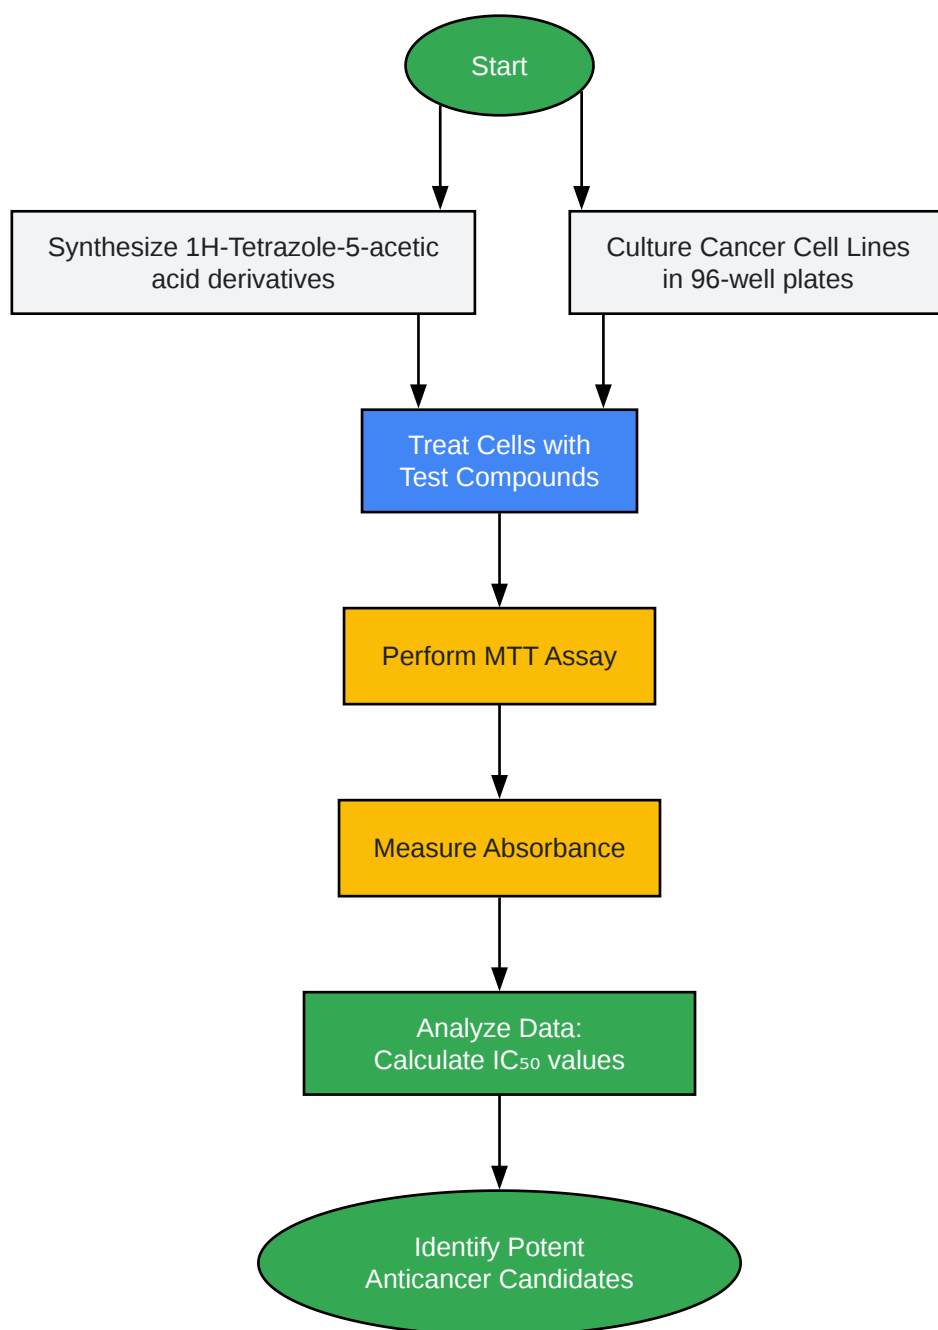 Start
Synthesize 1H-Tetrazole-5-acetic
acid derivatives
Culture Cancer Cell Lines
in 96-well plates
Treat Cells with
Test Compounds
Perform MTT Assay
Measure Absorbance
Analyze Data:
Calculate IC₅₀ values
Identify Potent
Anticancer Candidates